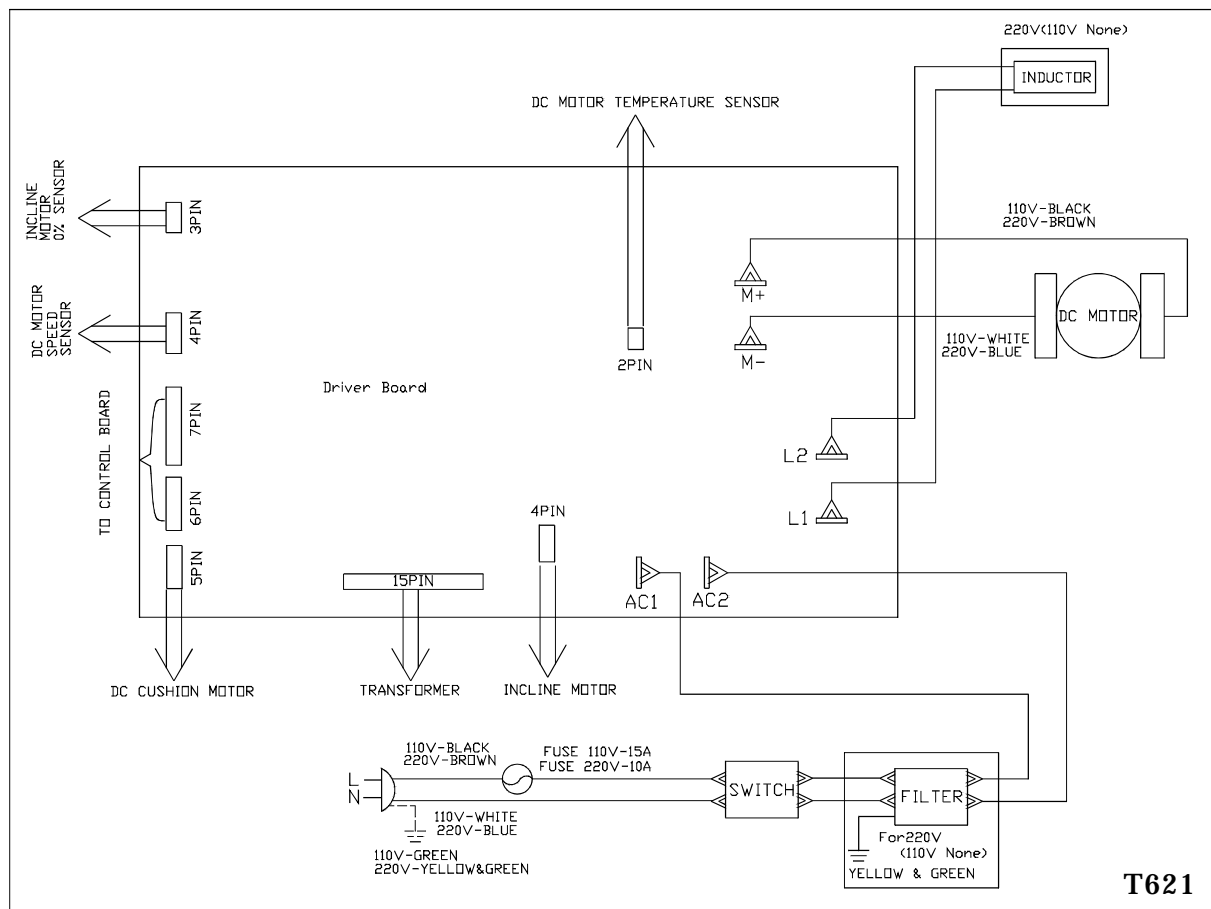 220V(110V None)
INDUCTOR
DC MOTOR TEMPERATURE SENSOR
INCLINE
MOTOR
0% SENSOR
3PIN
110V-BLACK
220V-BROWN
M+
DC MOTOR
SPEED
SENSOR
4PIN
DC MOTOR
110V-WHITE
220V-BLUE
M-
2PIN
Driver Board
TO CONTROL BOARD
7PIN
L2
6PIN
4PIN
L1
5PIN
15PIN
AC1
AC2
DC CUSHION MOTOR
TRANSFORMER
INCLINE MOTOR
110V-BLACK
220V-BROWN
FUSE 110V-15A
FUSE 220V-10A
L
N
SWITCH
FILTER
110V-WHITE
220V-BLUE
For220V
(110V None)
110V-GREEN
220V-YELLOW&GREEN
YELLOW & GREEN
T621